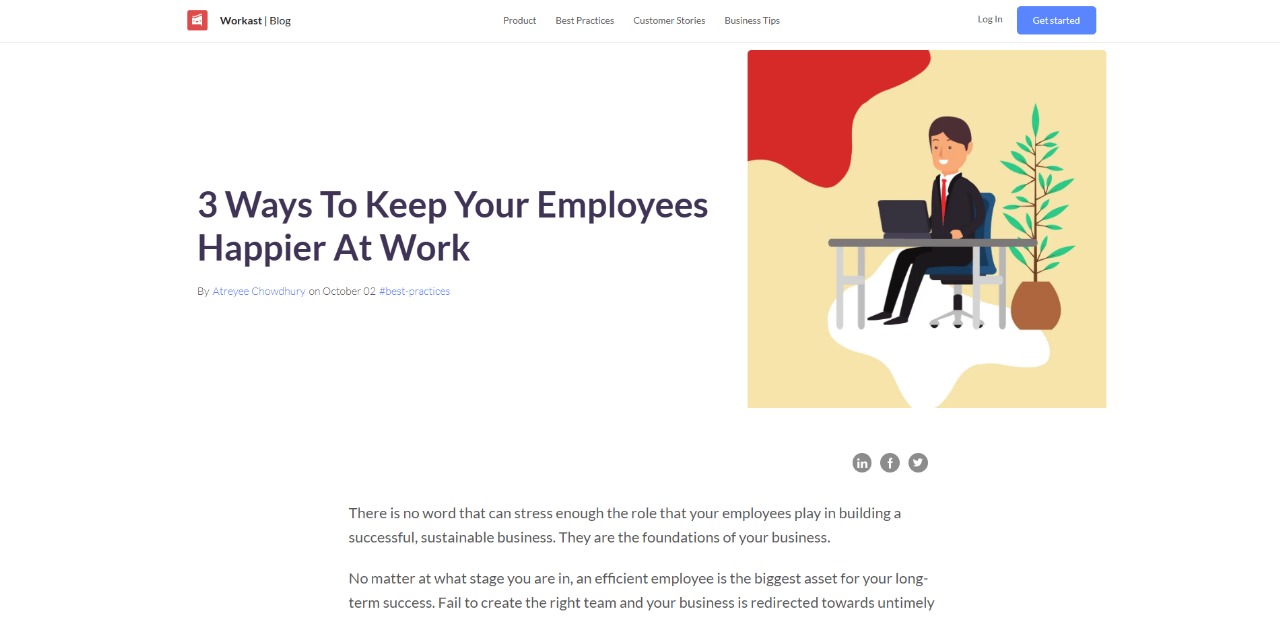 Workast | Blog
Product Best Practices Customer Stories Business Tips
Log In Get started
3 Ways To Keep Your Employees
Happier At Work
By Atreyee Chowdhury on October 02 #best-practices
There is no word that can stress enough the role that your employees play in building a
successful, sustainable business. They are the foundations of your business.
No matter at what stage you are in, an efficient employee is the biggest asset for your long-
term success. Fail to create the right team and your business is redirected towards untimely